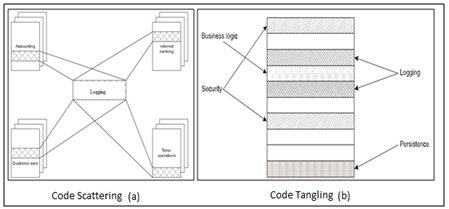 Accounting
Internet
banking
Logging
Customer care
Teller
operations
Code Scattering (a)
Business logic
Security
Logging
Persistence
Code Tangling (b)